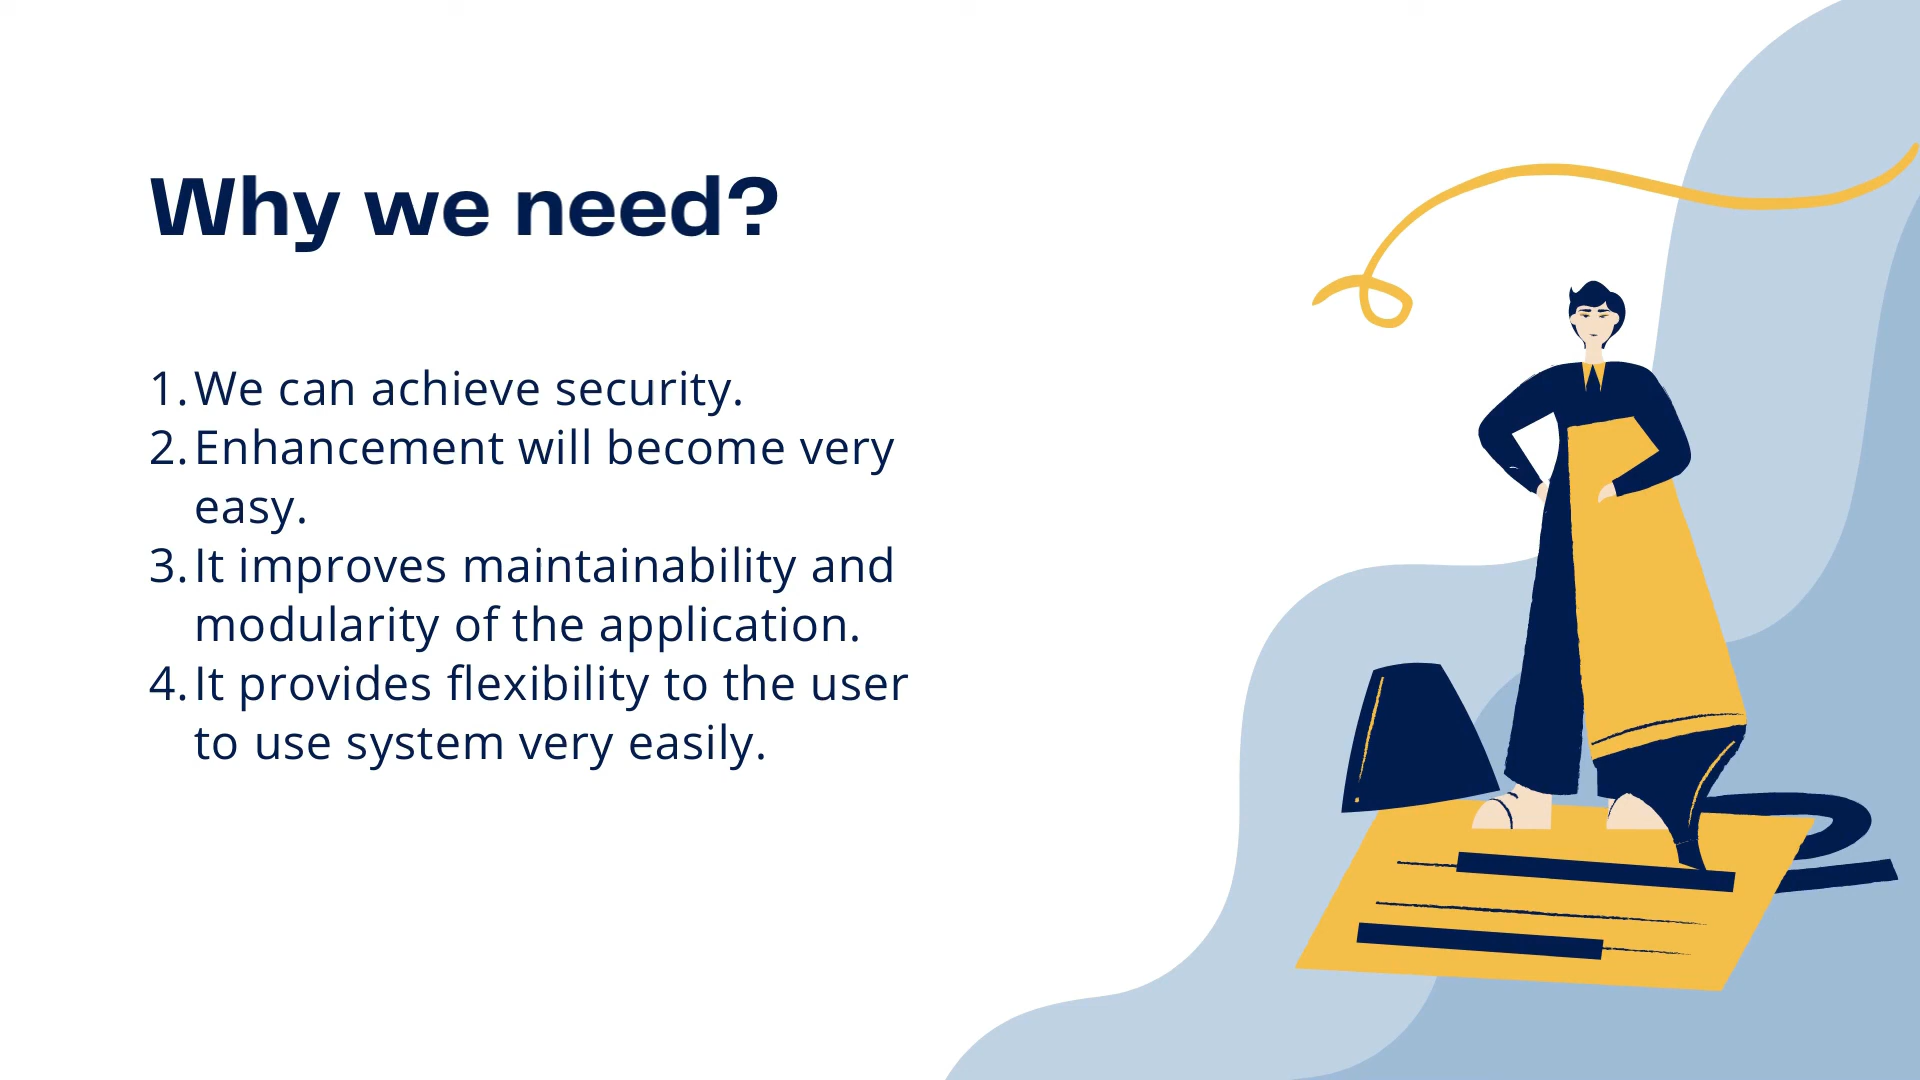 Why we need?
1. We can achieve security.
2. Enhancement will become very
easy.
3. It improves maintainability and
modularity of the application.
4. It provides flexibility to the user
to use system very easily.